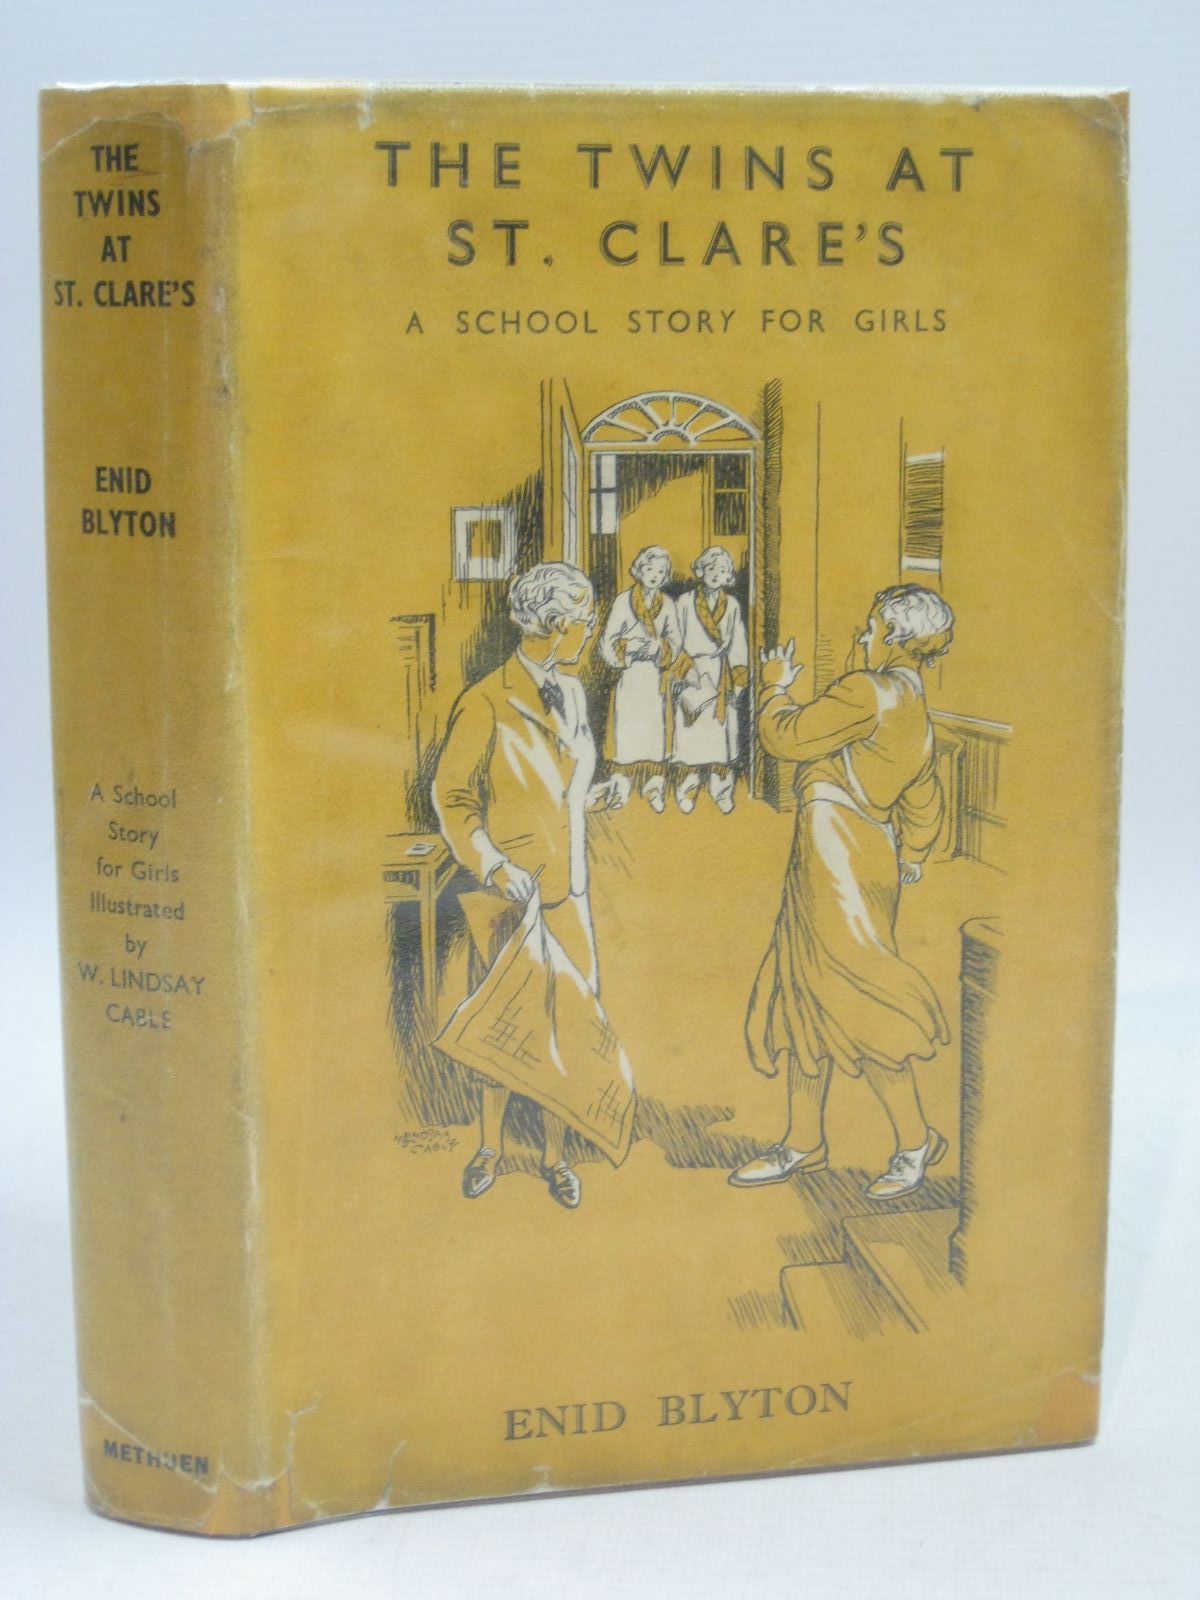 THE
TWINS
AT
ST. CLARE'S
ENID
BLYTON
A School
Story
for Girls
Illustrated
by
W. LINDSAY
CABLE
METHUEN
THE TWINS AT
ST. CLARE'S
A SCHOOL STORY FOR GIRLS
CABLE
ENID BLYTON